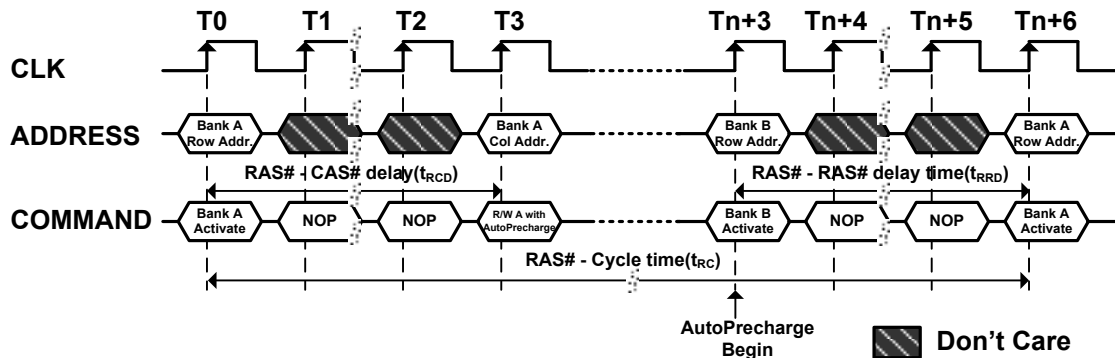 T0 T1 T2 T3 Tn+3 Tn+4 Tn+5 Tn+6
CLK
ADDRESS
Bank A
Row Addr.
Bank A
Col Addr.
Bank B
Row Addr.
Bank A
Row Addr.
RAS# - CAS# delay(tRCD)
RAS# - RAS# delay time(tRRD)
COMMAND
Bank A
Activate
NOP
NOP
R/W A with
AutoPrecharge
Bank B
Activate
NOP
NOP
Bank A
Activate
RAS# - Cycle time(tRC)
AutoPrecharge
Begin
Don't Care